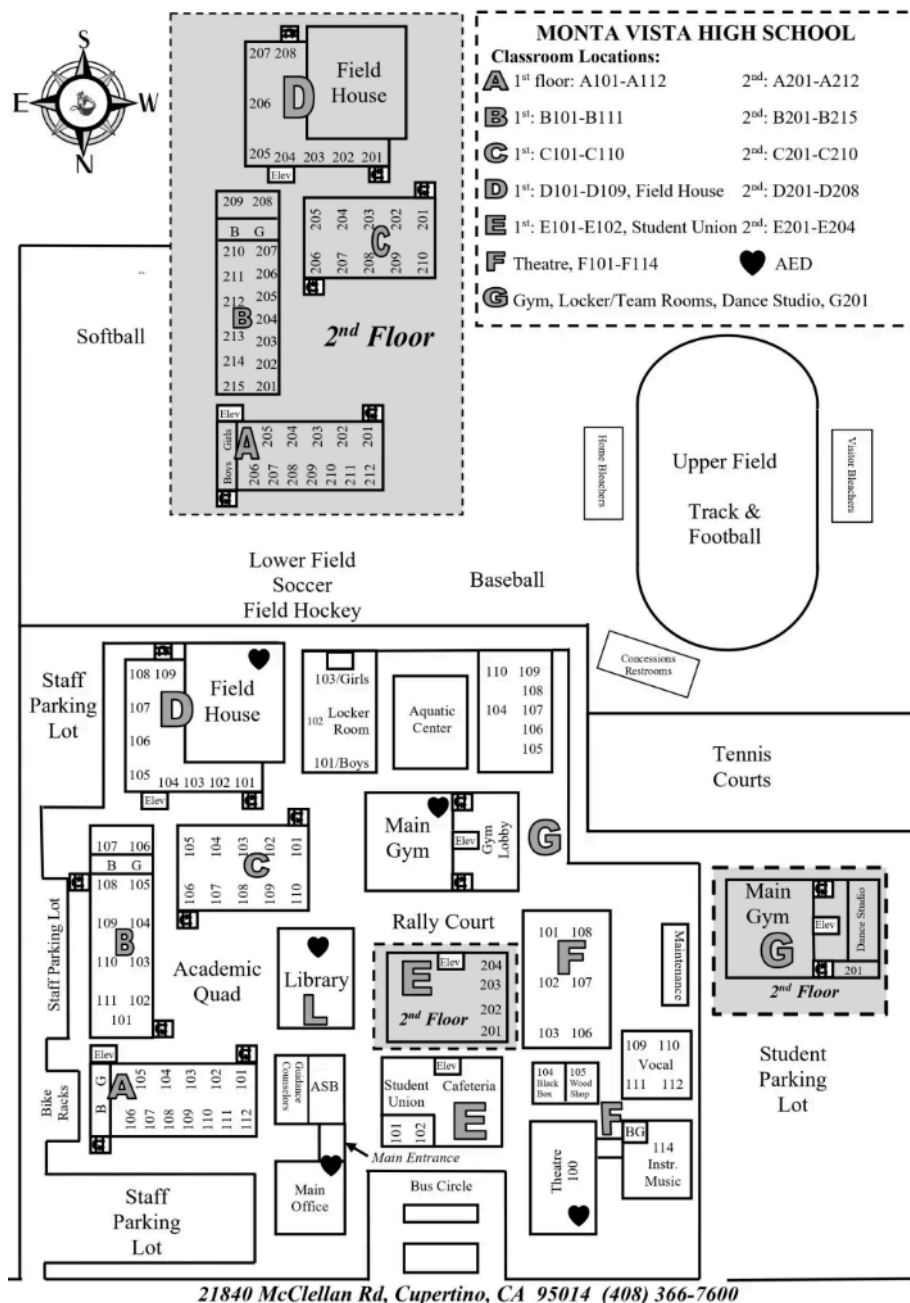 S
E W
N
MONTA VISTA HIGH SCHOOL
Classroom Locations:
A 1st floor: A101-A112 2nd: A201-A212
B 1st: B101-B111 2nd: B201-B215
C 1st: C101-C110 2nd: C201-C210
D 1st: D101-D109, Field House 2nd: D201-D208
E 1st: E101-E102, Student Union 2nd: E201-E204
F Theatre, F101-F114 AED
G Gym, Locker/Team Rooms, Dance Studio, G201
207 208
Field
House
D
206
205 204 203 202 201
Elev
209 208
B G
210 207
211 206
212 205
B 204
213 203
214 202
215 201
205 204 203 202 201
C
206 207 208 209 210
2nd Floor
Softball
Elev
Girls
Boys
A
205 204 203 202 201
206 207 208 209 210 211 212
Home Bleachers
Upper Field
Track &
Football
Visitor Bleachers
Lower Field
Soccer
Field Hockey
Baseball
Concessions
Restrooms
Staff
Parking
Lot
108 109
Field
House
D
107
106
105
104 103 102 101
Elev
103/Girls
102 Locker
Room
101/Boys
Aquatic
Center
110 109
108
104 107
106
105
Tennis
Courts
107 106
B G
108 105
109 104
B
110 103
111 102
101
105 104 103 102 101
C
106 107 108 109 110
Main
Gym
Elev
Gym
Lobby
G
Main
Gym
G
Elev
Dance Studio
201
2nd Floor
Staff Parking Lot
Academic
Quad
Library
L
Rally Court
E
Elev
204
203
202
201
2nd Floor
101 108
F
102 107
103 106
Maintenance
Student
Parking
Lot
Bike
Racks
Elev
G
B
A
105 104 103 102 101
106 107 108 109 110 111 112
Guidance
Counselors
ASB
Student
Union
Elev
Cafeteria
101 102
E
104
Black
Box
105
Wood
Shop
109 110
Vocal
111 112
F
BG
114
Instr.
Music
Theatre
100
Main Entrance
Main
Office
Bus Circle
Staff
Parking
Lot
21840 McClellan Rd, Cupertino, CA 95014 (408) 366-7600